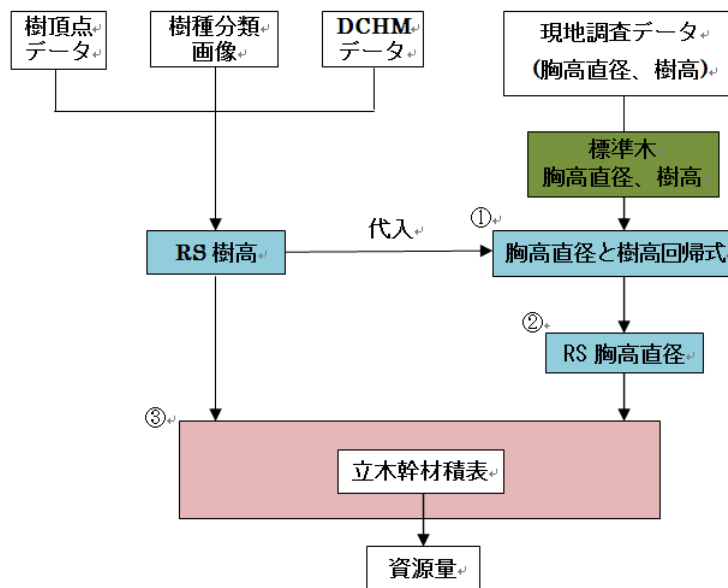 樹頂点
データ
樹種分類
画像
DCHM
データ
現地調査データ
(胸高直径、樹高)
標準木
胸高直径、樹高
①
RS 樹高
代入
胸高直径と樹高回帰式
②
RS 胸高直径
③
立木幹材積表
資源量